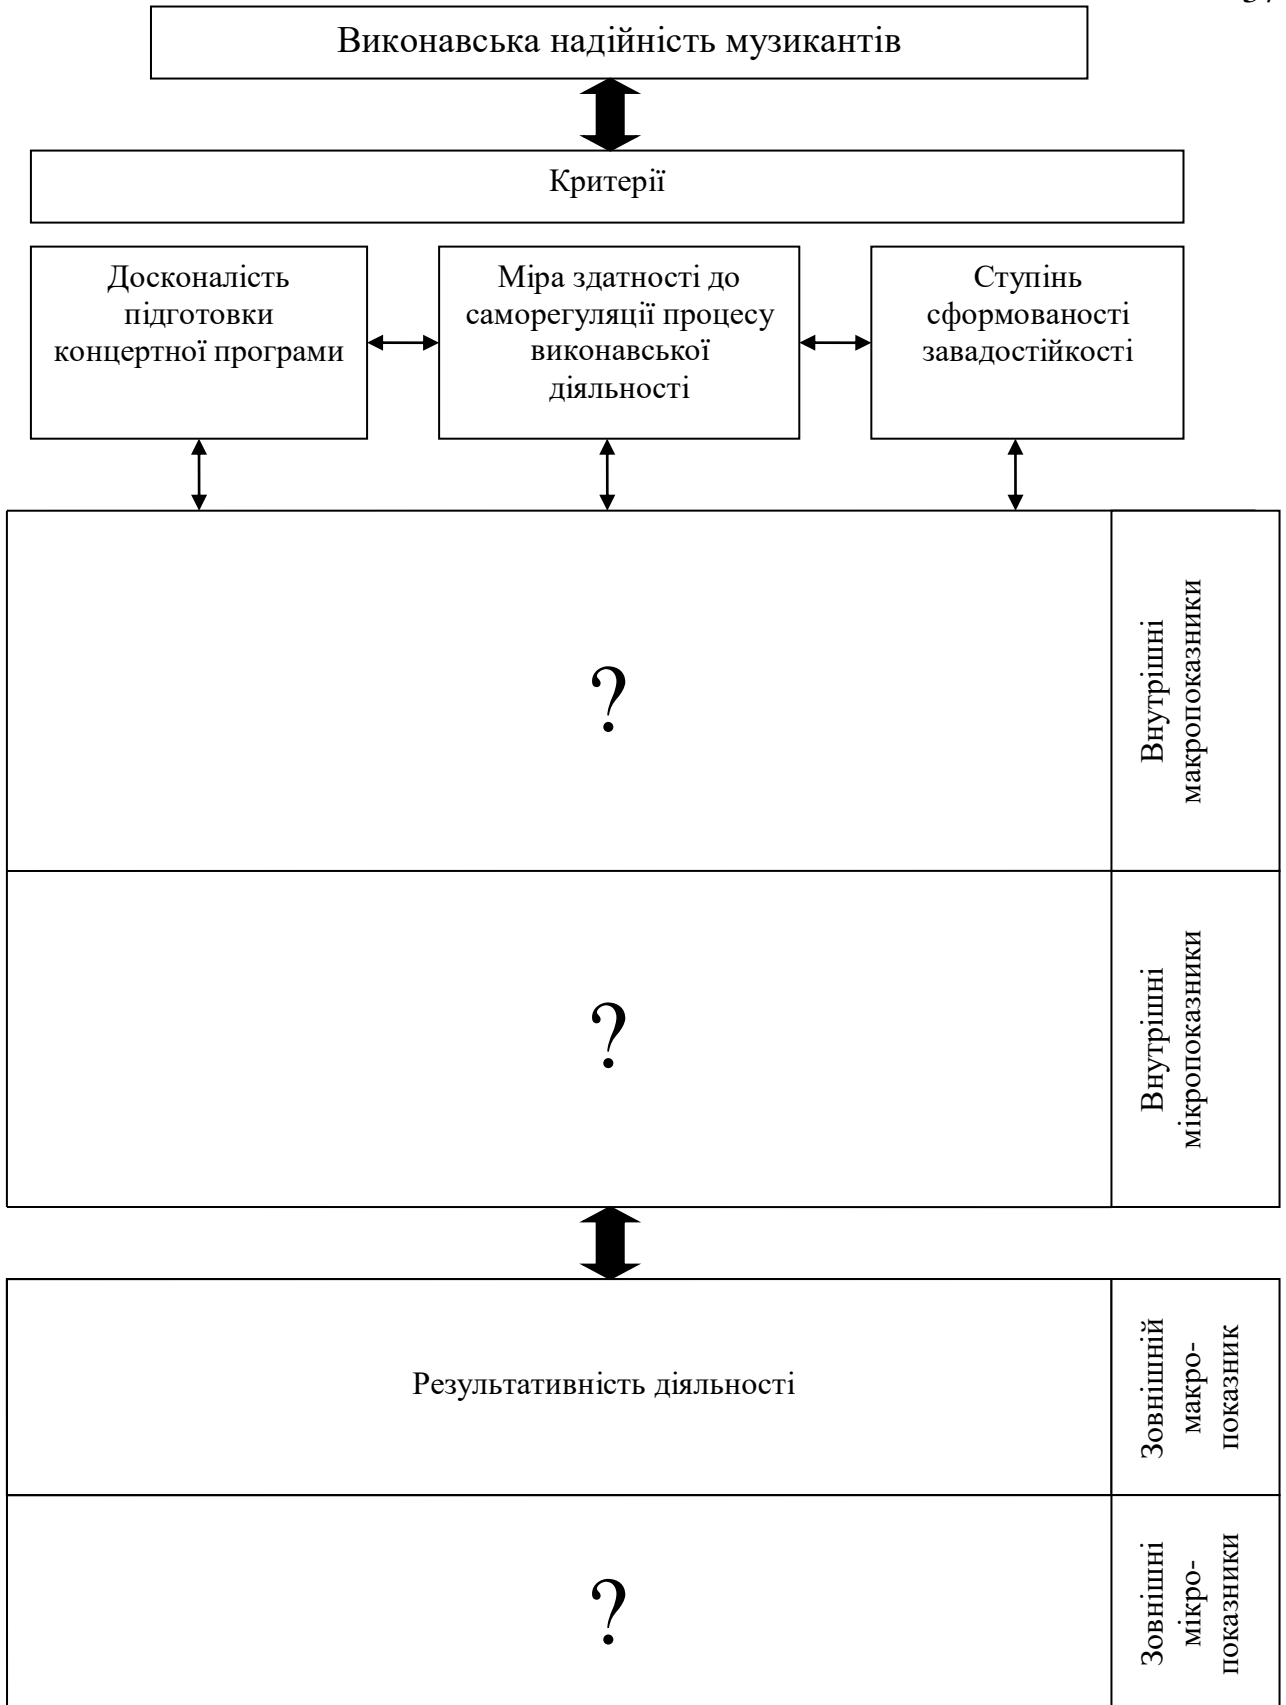 Виконавська надійність музикантів
Критерії
Досконалість
підготовки
концертної програми
Міра здатності до
саморегуляції процесу
виконавської
діяльності
Ступінь
сформованості
завадостійкості
?
Внутрішні
макропоказники
?
Внутрішні
мікропоказники
Результативність діяльності
Зовнішній
макро-
показник
?
Зовнішні
мікро-
показники